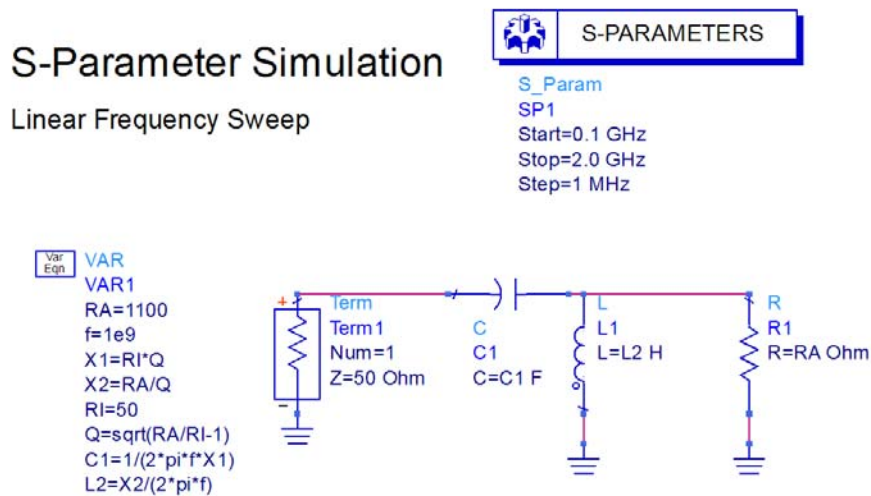 S-Parameter Simulation
Linear Frequency Sweep
S-PARAMETERS
S_Param
SP1
Start=0.1 GHz
Stop=2.0 GHz
Step=1 MHz
Var
Eqn
VAR
VAR1
RA=1100
f=1e9
X1=RI*Q
X2=RA/Q
RI=50
Q=sqrt(RA/RI-1)
C1=1/(2*pi*f*X1)
L2=X2/(2*pi*f)
+
Term
Term1
Num=1
Z=50 Ohm
-
C
C1
C=C1 F
L
L1
L=L2 H
R
R1
R=RA Ohm